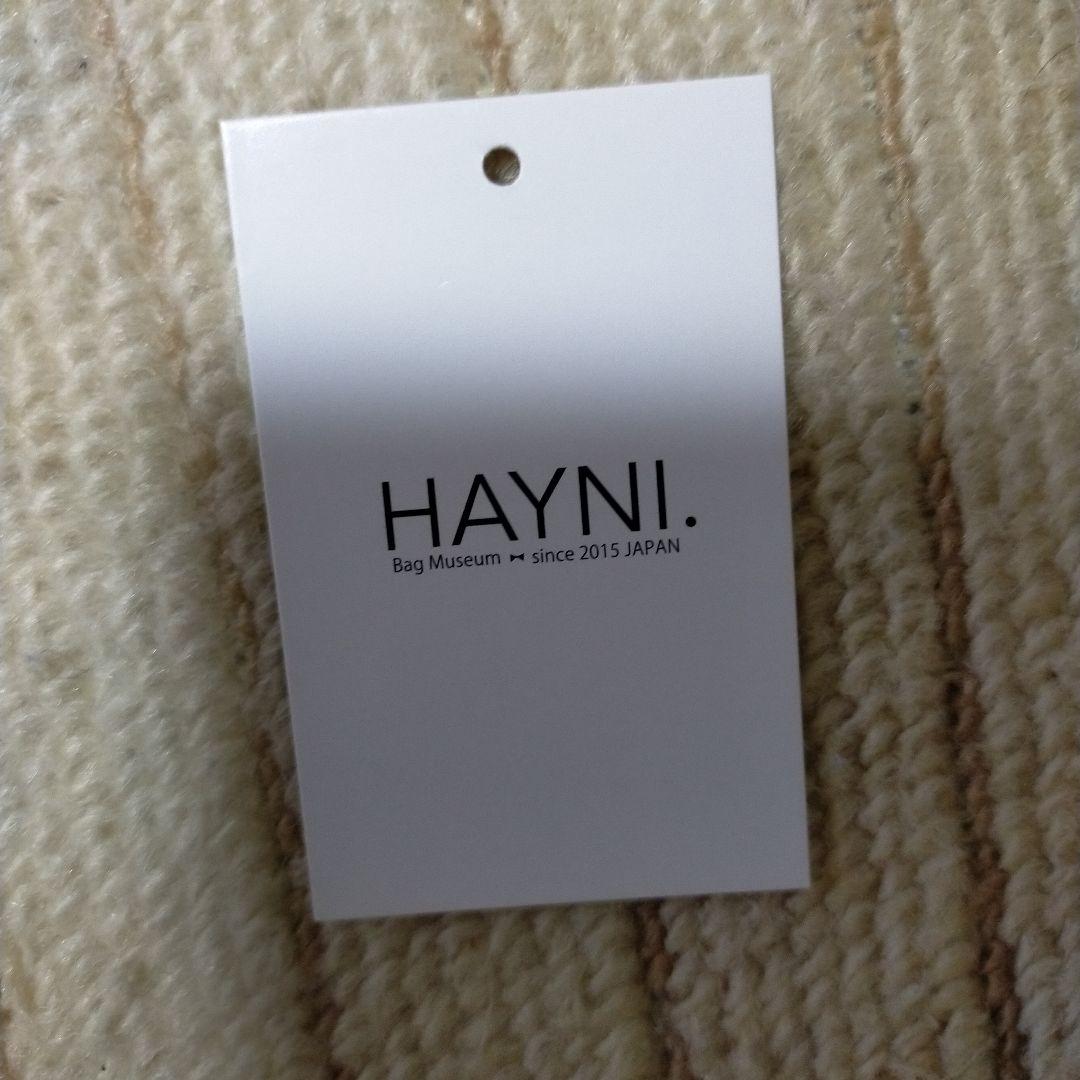 HAYNI.
Bag Museum ⧓ since 2015 JAPAN